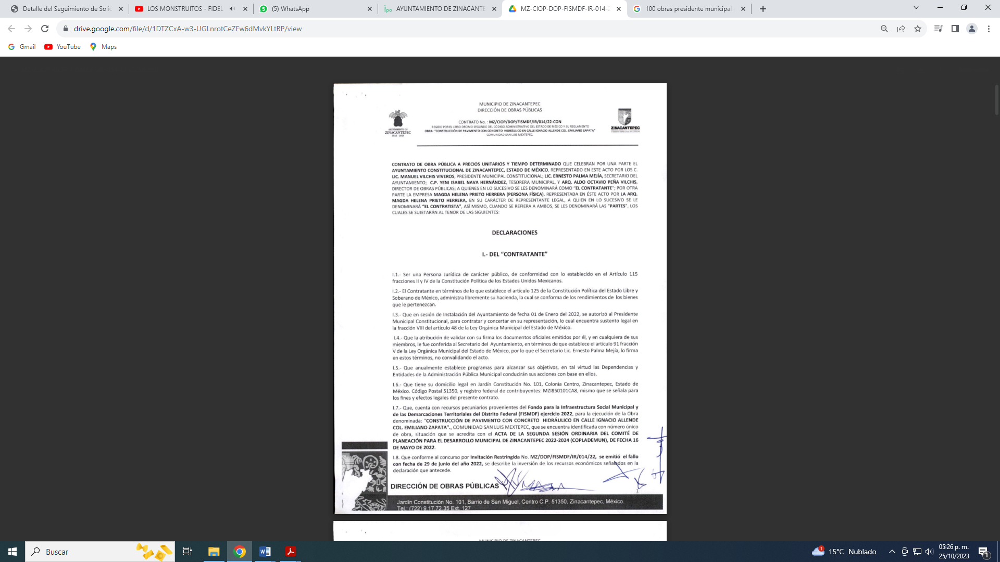 Detalle del Seguimiento de Solic
LOS MONSTRUITOS - FIDEL
(5) WhatsApp
ipo
AYUNTAMIENTO DE ZINACANTE
MZ-CIOP-DOP-FISMDF-IR-014-
100 obras presidente municipal
drive.google.com/file/d/1DTZCxA-w3-UGLnrotCeZFw6dMvkYLtBP/view
Gmail
YouTube
Maps
MUNICIPIO DE ZINACANTEPEC
DIRECCIÓN DE OBRAS PÚBLICAS
CONTRATO No. : MZ/CIOP/DOP/FISMDF/IR/014/22-CON
REGIDO POR EL LIBRO DECIMO SEGUNDO DEL CÓDIGO ADMINISTRATIVO DEL ESTADO DE MÉXICO Y SU REGLAMENTO
OBRA: "CONSTRUCCIÓN DE PAVIMENTO CON CONCRETO HIDRÁULICO EN CALLE IGNACIO ALLENDE COL. EMILIANO ZAPATA"
COMUNIDAD SAN LUIS MEXTEPEC.
AYUNTAMIENTO DE
ZINACANTEPEC
2022 - 2024
ZINACANTEPEC
CONTRATO DE OBRA PÚBLICA A PRECIOS UNITARIOS Y TIEMPO DETERMINADO QUE CELEBRAN POR UNA PARTE EL
AYUNTAMIENTO CONSTITUCIONAL DE ZINACANTEPEC, ESTADO DE MÉXICO, REPRESENTADO EN ESTE ACTO POR LOS C.
LIC. MANUEL VILCHIS VIVEROS, PRESIDENTE MUNICIPAL CONSTITUCIONAL; LIC. ERNESTO PALMA MEJÍA, SECRETARIO DEL
AYUNTAMIENTO; C.P. YENI ISABEL NAVA HERNÁNDEZ, TESORERA MUNICIPAL, Y ARQ. ALDO OCTAVIO PEÑA VILCHIS,
DIRECTOR DE OBRAS PÚBLICAS; A QUIENES EN LO SUCESIVO SE LES DENOMINARÁ COMO "EL CONTRATANTE"; POR OTRA
PARTE LA EMPRESA MAGDA HELENA PRIETO HERRERA (PERSONA FÍSICA). REPRESENTADA EN ÉSTE ACTO POR LA ARQ.
MAGDA HELENA PRIETO HERRERA, EN SU CARÁCTER DE REPRESENTANTE LEGAL, A QUIEN EN LO SUCESIVO SE LE
DENOMINARÁ "EL CONTRATISTA", ASÍ MISMO, CUANDO SE REFIERA A AMBOS, SE LES DENOMINARÁ LAS "PARTES", LOS
CUALES SE SUJETARÁN AL TENOR DE LAS SIGUIENTES:
DECLARACIONES
I.- DEL "CONTRATANTE"
I.1.- Ser una Persona Jurídica de carácter público, de conformidad con lo establecido en el Artículo 115
fracciones II y IV de la Constitución Política de los Estados Unidos Mexicanos.
I.2.- El Contratante en términos de lo que establece el artículo 125 de la Constitución Política del Estado Libre y
Soberano de México, administra libremente su hacienda, la cual se conforma de los rendimientos de los bienes
que le pertenezcan.
I.3.- Que en sesión de Instalación del Ayuntamiento de fecha 01 de Enero del 2022, se autorizó al Presidente
Municipal Constitucional, para contratar y concertar en su representación, lo cual encuentra sustento legal en
la fracción VIII del artículo 48 de la Ley Orgánica Municipal del Estado de México.
I.4.- Que la atribución de validar con su firma los documentos oficiales emitidos por él, y en cualquiera de sus
miembros, le fue conferida al Secretario del Ayuntamiento, en términos de que establece el artículo 91 fracción
V de la Ley Orgánica Municipal del Estado de México, por lo que el Secretario Lic. Ernesto Palma Mejía, lo firma
en estos términos, no convalidando el acto.
I.5.- Que anualmente establece programas para alcanzar sus objetivos, en tal virtud las Dependencias y
Entidades de la Administración Pública Municipal conducirán sus acciones con base en ellos.
I.6.- Que tiene su domicilio legal en Jardín Constitución No. 101, Colonia Centro, Zinacantepec, Estado de
México. Código Postal 51350, y registro federal de contribuyentes: MZI850101CA8, mismo que se señala para
los fines y efectos legales del presente contrato.
I.7.- Que, cuenta con recursos pecuniarios provenientes del Fondo para la Infraestructura Social Municipal y
de las Demarcaciones Territoriales del Distrito Federal (FISMDF) ejercicio 2022, para la ejecución de la Obra
denominada: "CONSTRUCCIÓN DE PAVIMENTO CON CONCRETO HIDRÁULICO EN CALLE IGNACIO ALLENDE
COL. EMILIANO ZAPATA"., COMUNIDAD SAN LUIS MEXTEPEC, que se encuentra identificada con número único
de obra, situación que se acredita con el ACTA DE LA SEGUNDA SESIÓN ORDINARIA DEL COMITÉ DE
PLANEACIÓN PARA EL DESARROLLO MUNICIPAL DE ZINACANTEPEC 2022-2024 (COPLADEMUN), DE FECHA 16
DE MAYO DE 2022.
I.8. Que conforme al concurso por Invitación Restringida No. MZ/DOP/FISMDF/IR/014/22, se emitió el fallo
con fecha de 29 de junio del año 2022, se describe la inversión de los recursos económicos señalados en la
declaración que antecede.
DIRECCIÓN DE OBRAS PÚBLICAS
1
Jardín Constitución No. 101, Barrio de San Miguel, Centro C.P. 51350, Zinacantepec, México.
Tel.: (722) 9.17.72.35 Ext. 127
MUNICIPIO DE ZINACANTEPEC
Buscar
1
15°C Nublado
05:26 p. m.
25/10/2023
1